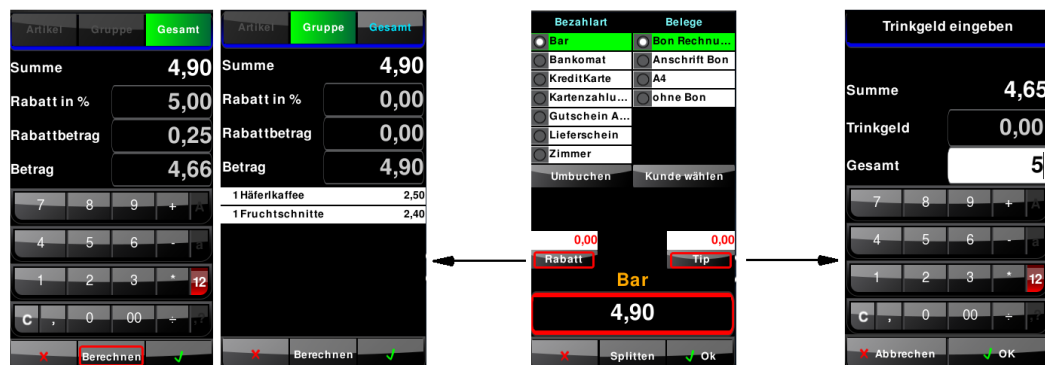 Artikel Gruppe Gesamt
Summe 4,90
Rabatt in % 5,00
Rabattbetrag 0,25
Betrag 4,66
7 8 9 + A
4 5 6 - a
1 2 3 * 12
C , 0 00 ÷ ,?
Berechnen
Artikel Gruppe Gesamt
Summe 4,90
Rabatt in % 0,00
Rabattbetrag 0,00
Betrag 4,90
1 Häferlkaffee 2,50
1 Fruchtschnitte 2,40
Berechnen
Bezahlart Belege
Bar Bon Rechnu...
Bankomat Anschrift Bon
KreditKarte A4
Kartenzahlu... ohne Bon
Gutschein A...
Lieferschein
Zimmer
Umbuchen Kunde wählen
0,00 0,00
Rabatt Tip
Bar
4,90
Splitten Ok
Trinkgeld eingeben
Summe 4,65
Trinkgeld 0,00
Gesamt 5
7 8 9 + A
4 5 6 - a
1 2 3 * 12
C , 0 00 ÷ ,?
Abbrechen OK